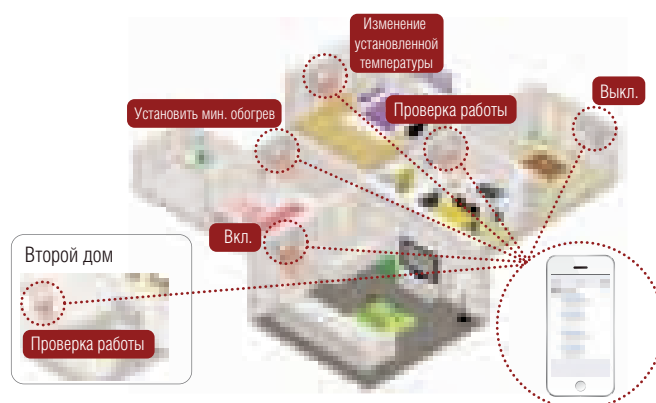 Изменение
установленной
температуры
Выкл.
Установить мин. обогрев
Проверка работы
Вкл.
Второй дом
Проверка работы